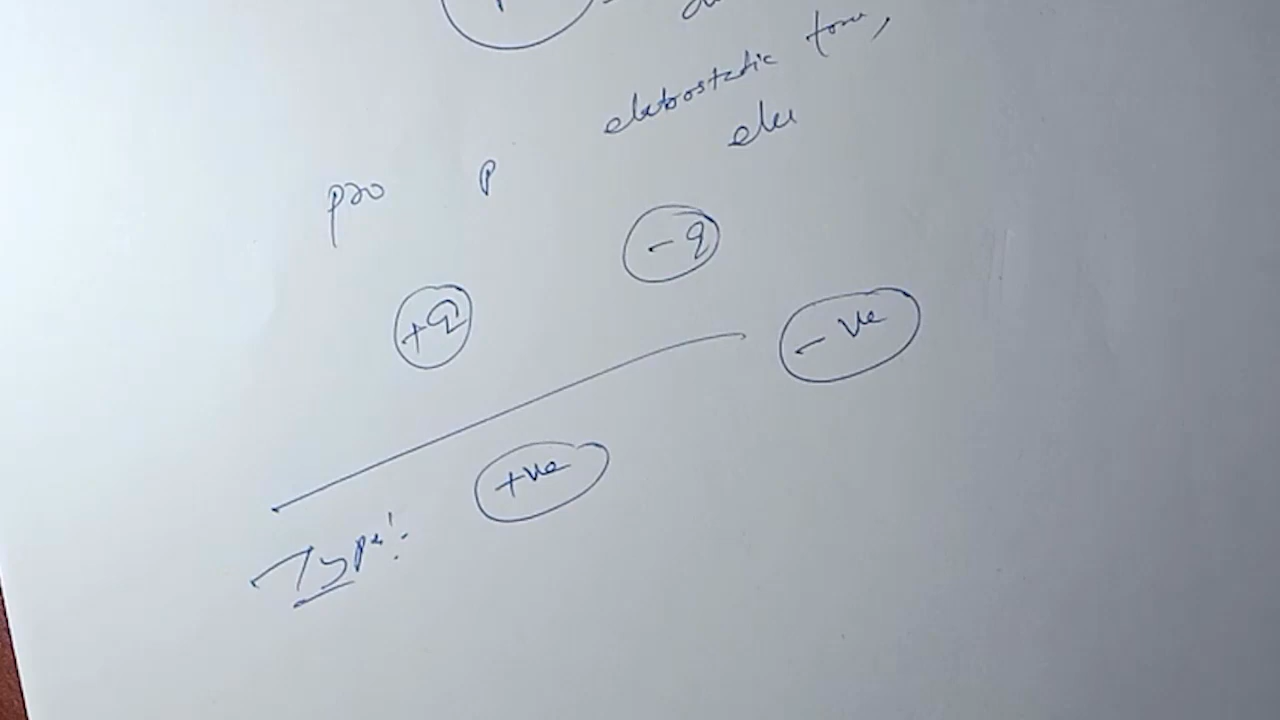 electrostatic force,
ele
pro P
-q
+q
-ve
+ve
Type:-